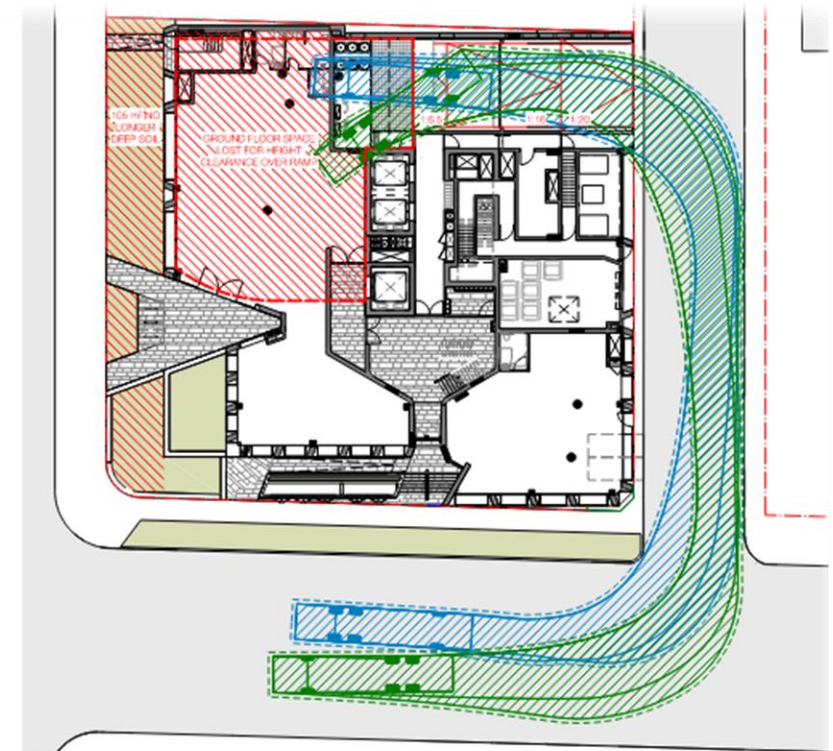 105 m² NO
LONGER
DEEP SOIL
GROUND FLOOR SPACE
LOST FOR HEIGHT
CLEARANCE OVER RAMP
1:6.5
1:16
1:20